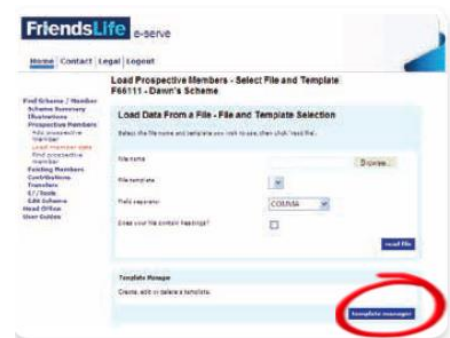 FriendsLife e-serve
Home Contact Legal Logout
Load Prospective Members - Select File and Template
F66111 - Dawn's Scheme
Find Scheme / Member
Scheme Summary
Illustrations
Prospective Members
Add prospective
member
Load member data
Find prospective
member
Existing Members
Contributions
Transfers
Edit Scheme
Head Office
User Guides
Load Data From a File - File and Template Selection
Select the file name and template you wish to use, then click 'read file'.
File name
Browse...
File template
Field separator
COMMA
Does your file contain headings?
read file
Template Manager
Create, edit or delete a template.
template manager